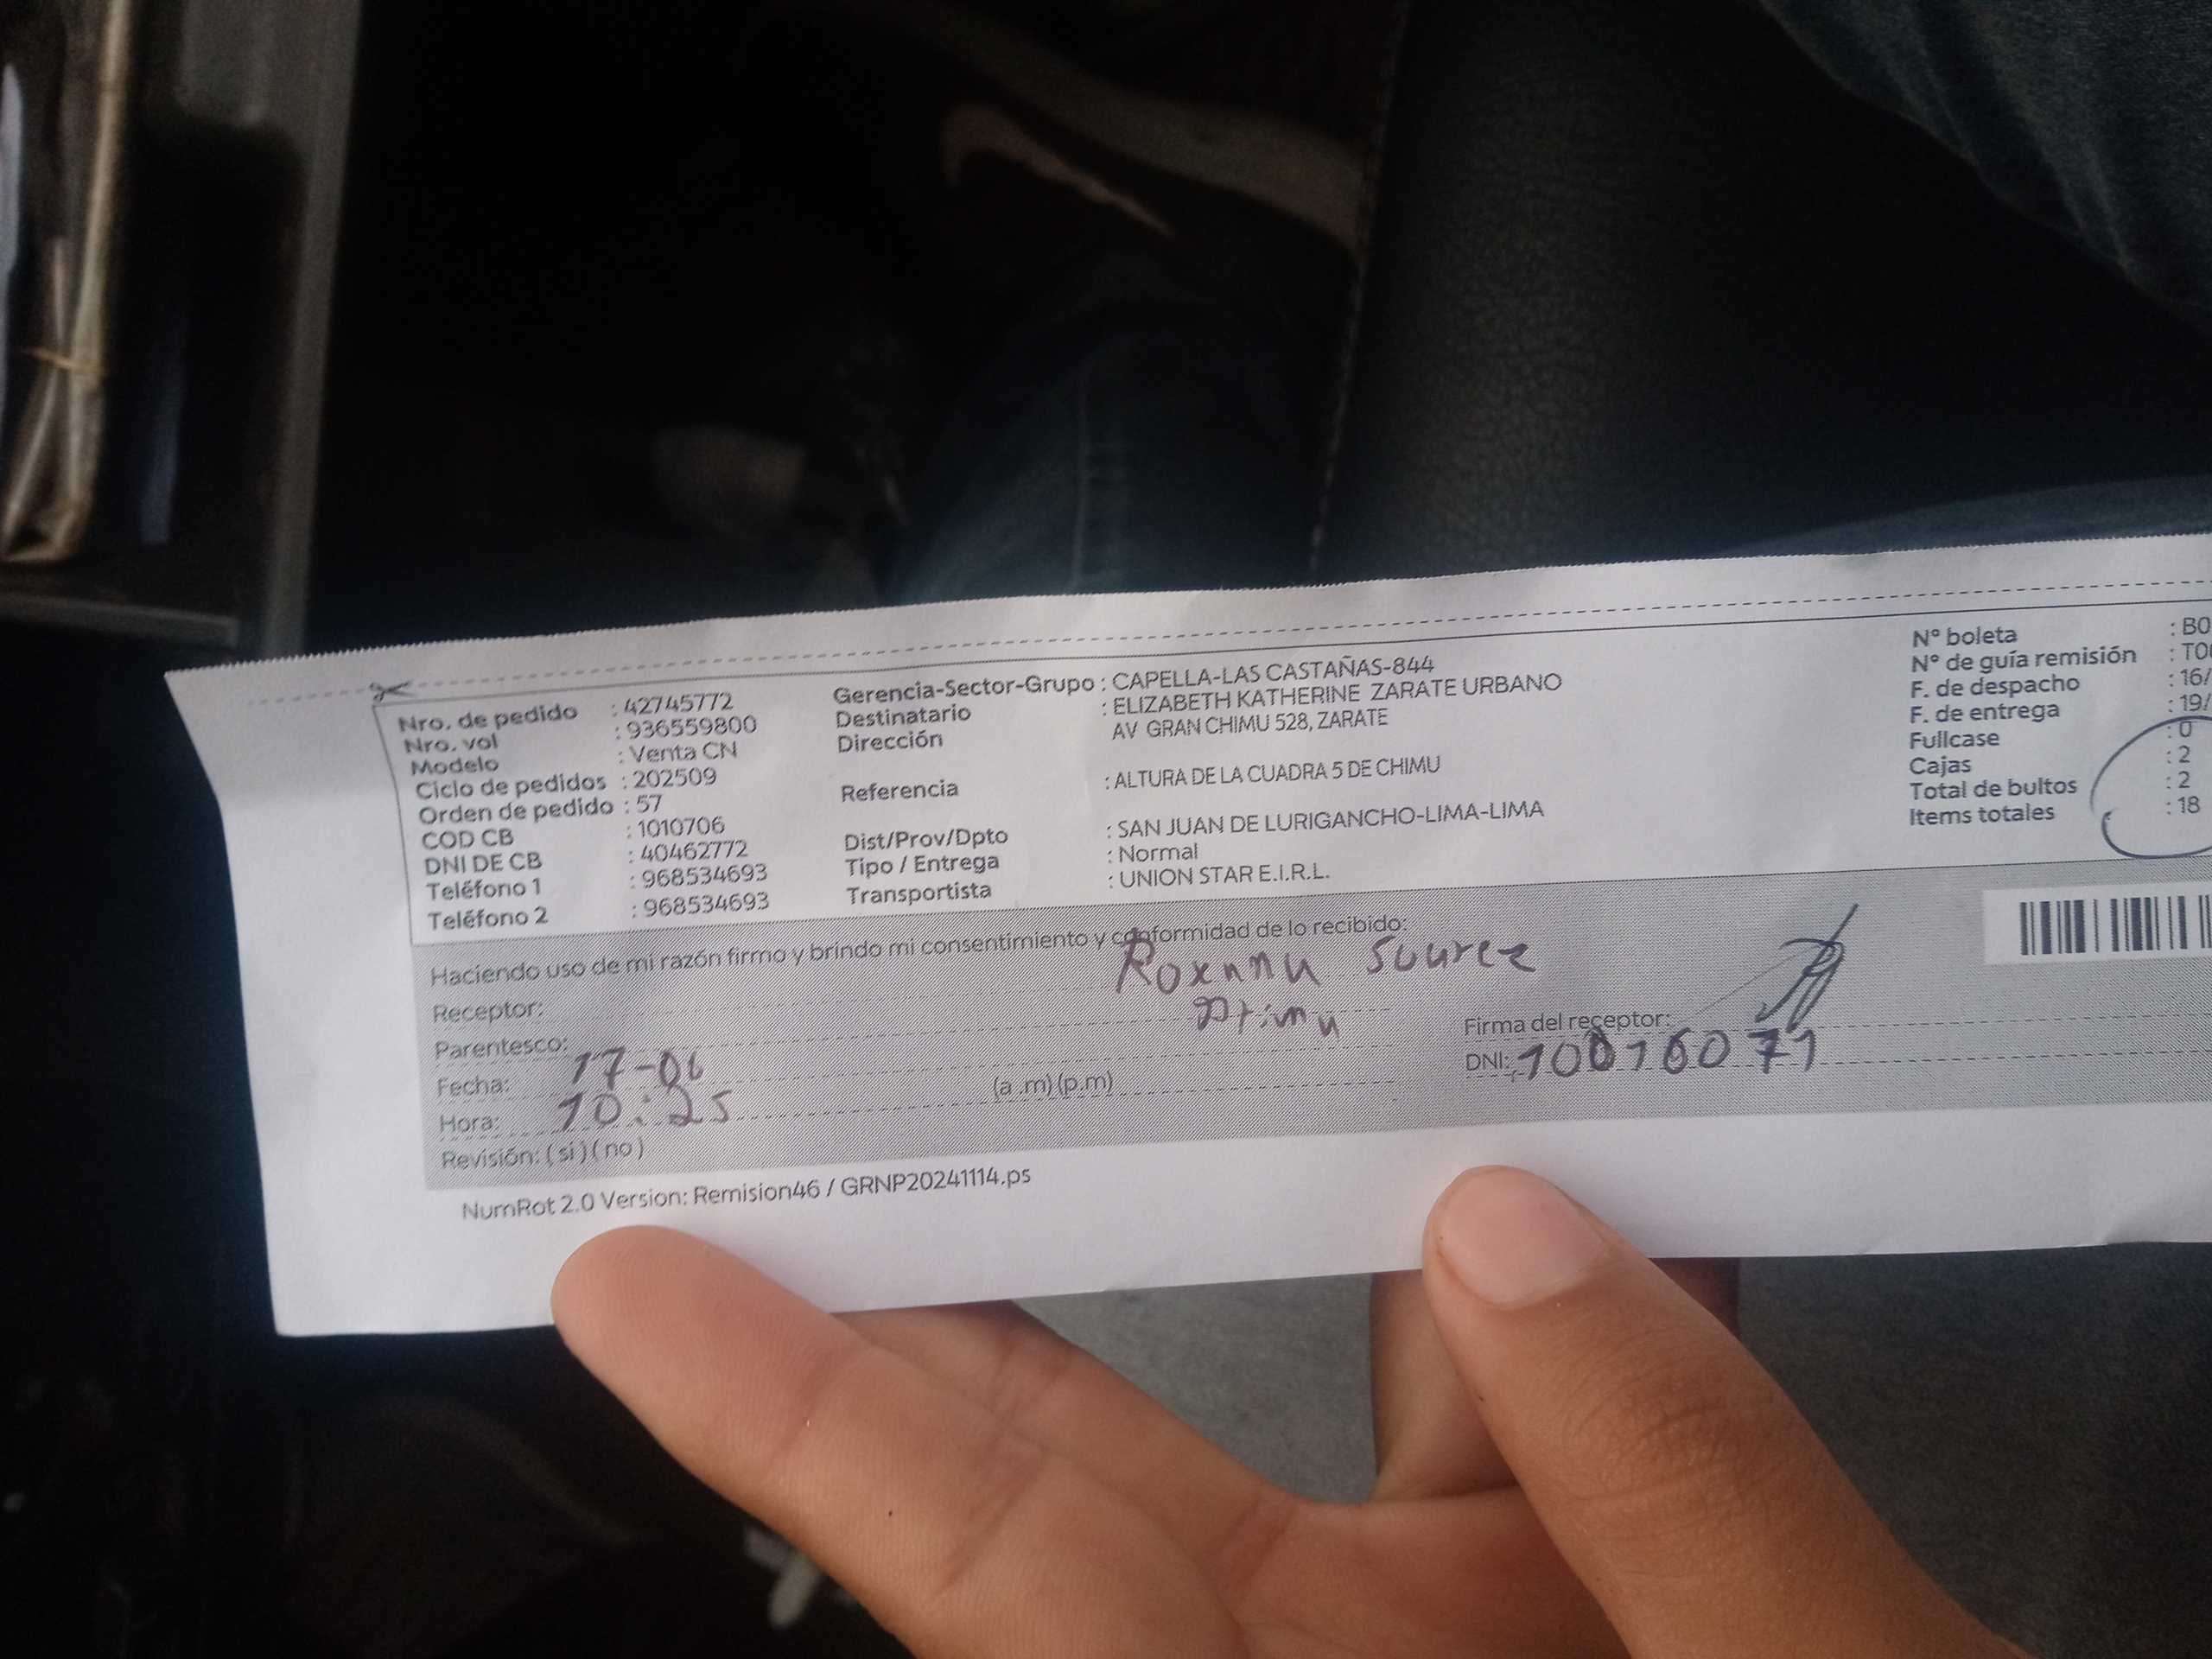 Nro. de pedido : 42745772
Nro. vol : 936559800
Modelo : Venta CN
Ciclo de pedidos : 202509
Orden de pedido : 57
COD CB : 1010706
DNI DE CB : 40462772
Teléfono 1 : 968534693
Teléfono 2 : 968534693
Gerencia-Sector-Grupo : CAPELLA-LAS CASTAÑAS-844
Destinatario : ELIZABETH KATHERINE ZARATE URBANO
Dirección AV GRAN CHIMU 528, ZARATE
Referencia : ALTURA DE LA CUADRA 5 DE CHIMU
Dist/Prov/Dpto : SAN JUAN DE LURIGANCHO-LIMA-LIMA
Tipo / Entrega : Normal
Transportista : UNION STAR E.I.R.L.
N° boleta : B0
N° de guía remisión : T0
F. de despacho : 16/
F. de entrega : 19/
Fullcase : 0
Cajas : 2
Total de bultos : 2
Items totales : 18
Haciendo uso de mi razón firmo y brindo mi consentimiento y conformidad de lo recibido:
Receptor: Roxana
Parentesco: Prima
Fecha: 17-06
Hora: 10:25 (a .m) (p.m)
Revisión: ( si ) ( no )
Firma del receptor:
DNI:
NumRot 2.0 Version: Remision46 / GRNP20241114.ps